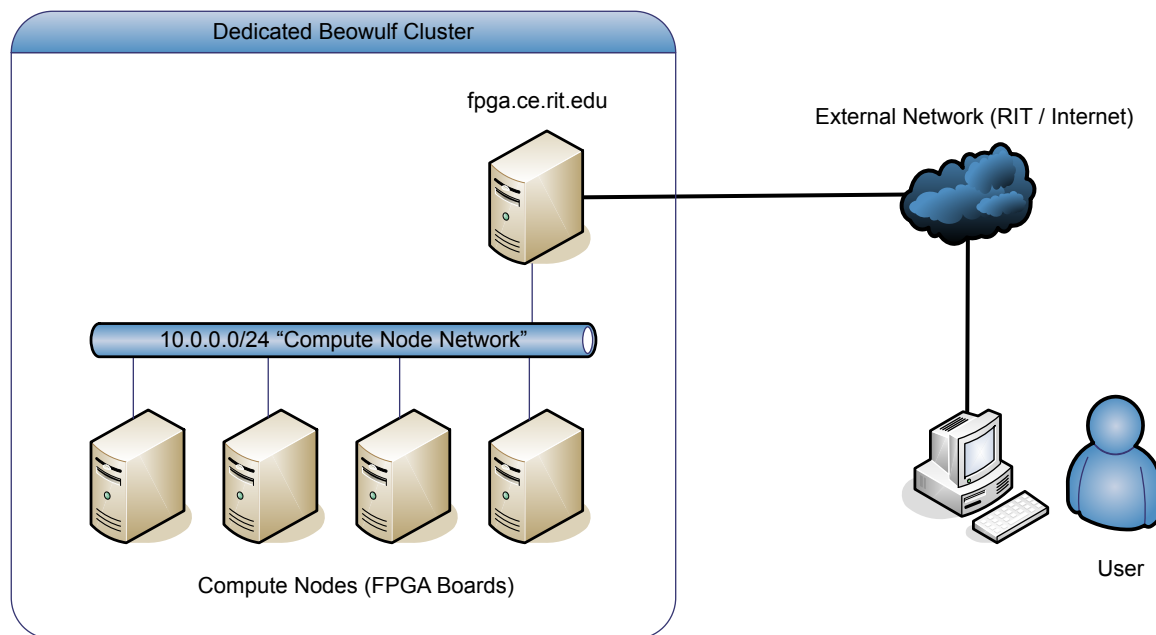 Dedicated Beowulf Cluster
fpga.ce.rit.edu
External Network (RIT / Internet)
10.0.0.0/24 “Compute Node Network”
Compute Nodes (FPGA Boards)
User